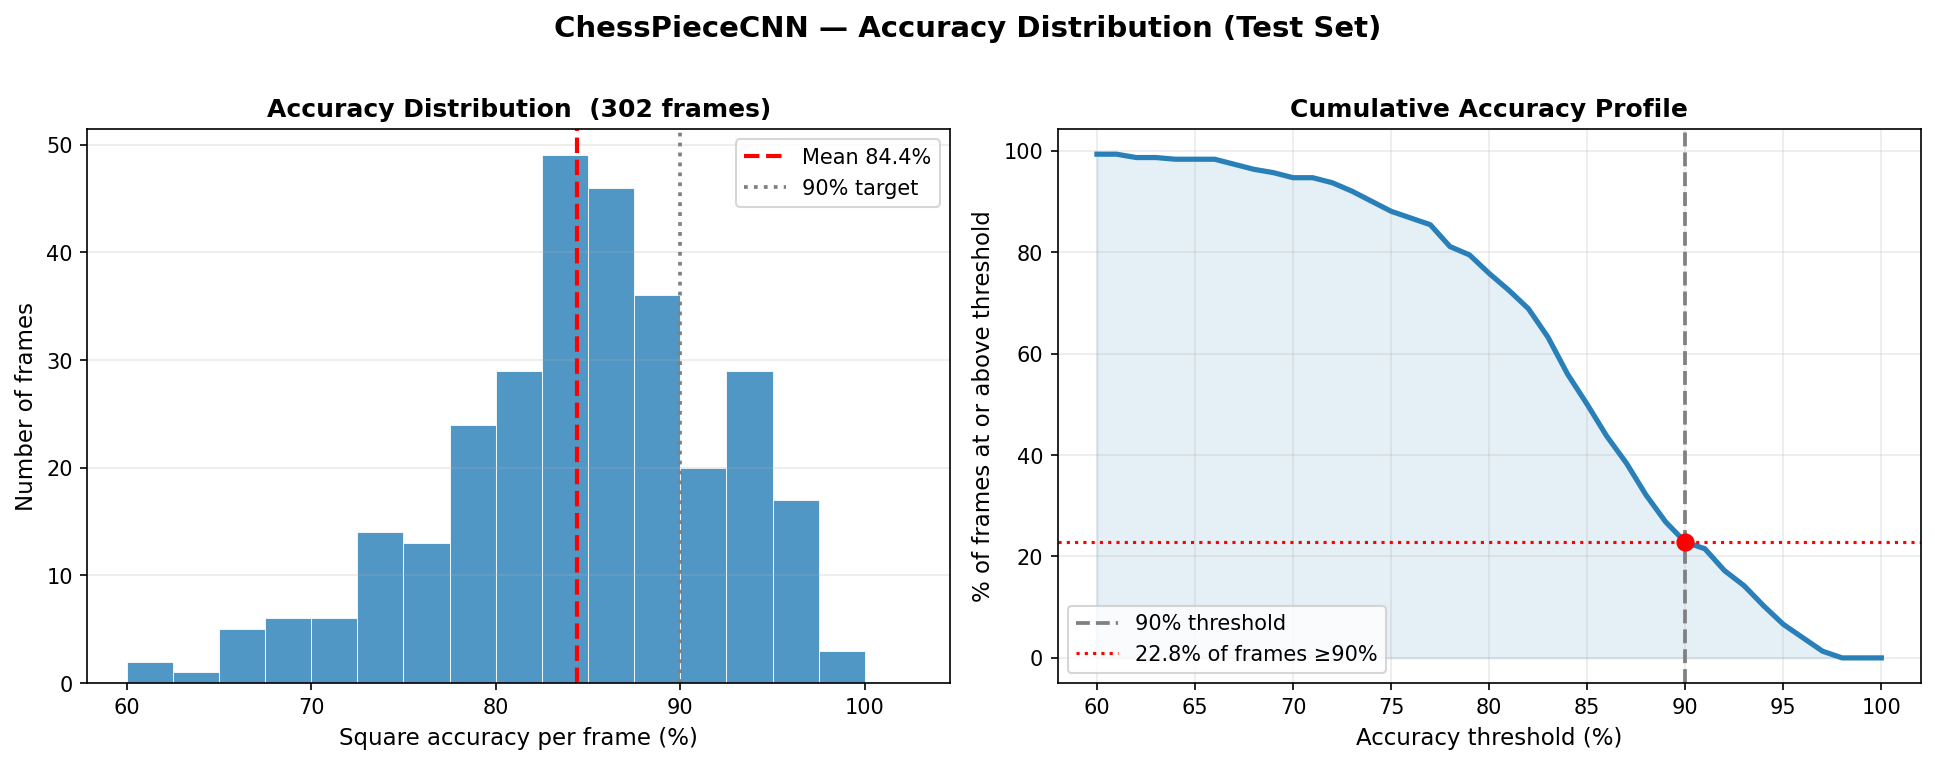 ChessPieceCNN — Accuracy Distribution (Test Set)
Accuracy Distribution  (302 frames)
Number of frames
50
40
30
20
10
0
Mean 84.4%
90% target
60 70 80 90 100
Square accuracy per frame (%)
Cumulative Accuracy Profile
% of frames at or above threshold
100
80
60
40
20
0
90% threshold
22.8% of frames ≥90%
60 65 70 75 80 85 90 95 100
Accuracy threshold (%)